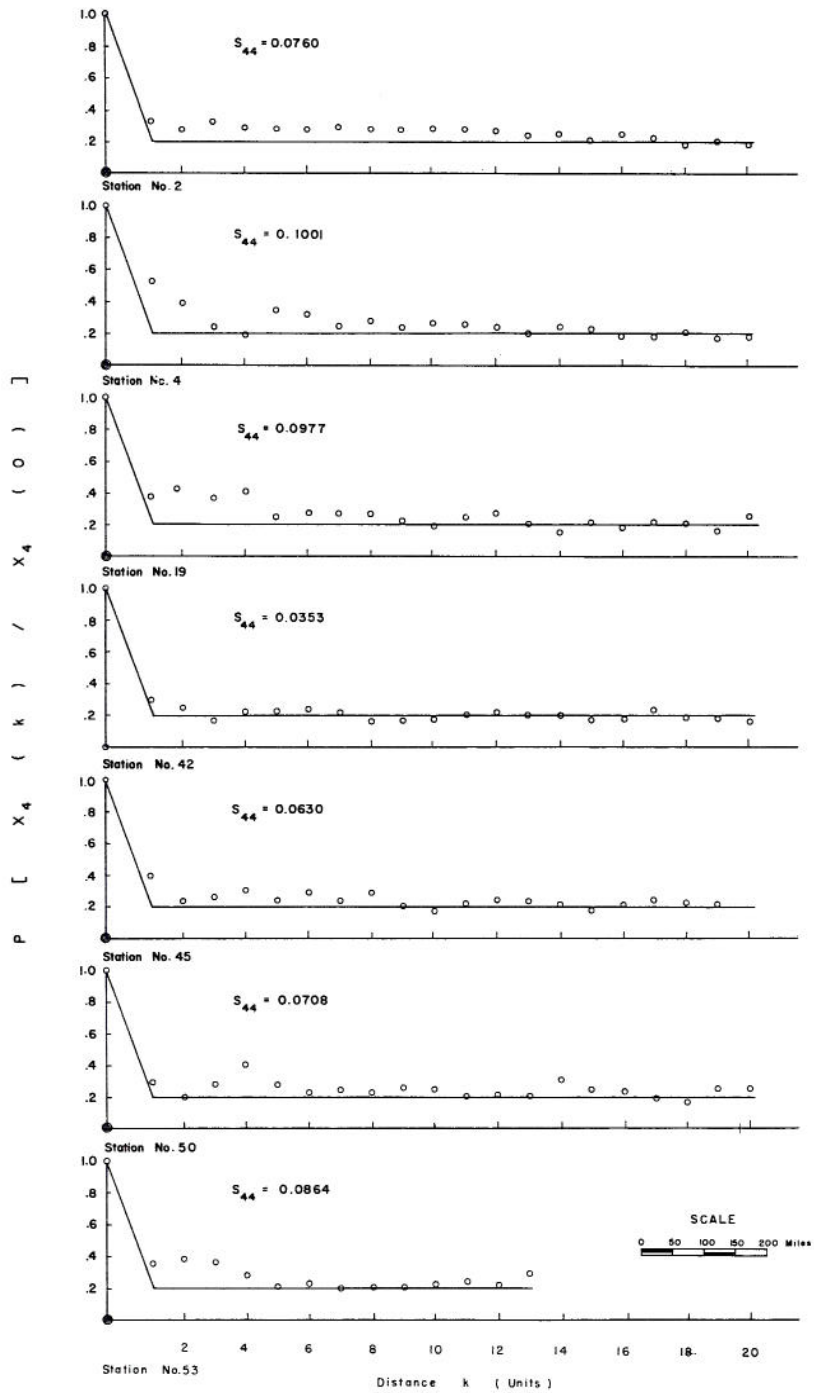 1.0
.8
.6
.4
.2
S44 = 0.0760
Station No. 2
1.0
.8
.6
.4
.2
S44 = 0.1001
Station No. 4
1.0
.8
.6
.4
.2
S44 = 0.0977
Station No. 19
1.0
.8
.6
.4
.2
S44 = 0.0353
Station No. 42
1.0
.8
.6
.4
.2
S44 = 0.0630
Station No. 45
1.0
.8
.6
.4
.2
S44 = 0.0708
Station No. 50
1.0
.8
.6
.4
.2
S44 = 0.0864
SCALE
0 50 100 150 200 Miles
2 4 6 8 10 12 14 16 18 20
Station No. 53
Distance k (Units)
P [ X4 (k) / X4 (0) ]